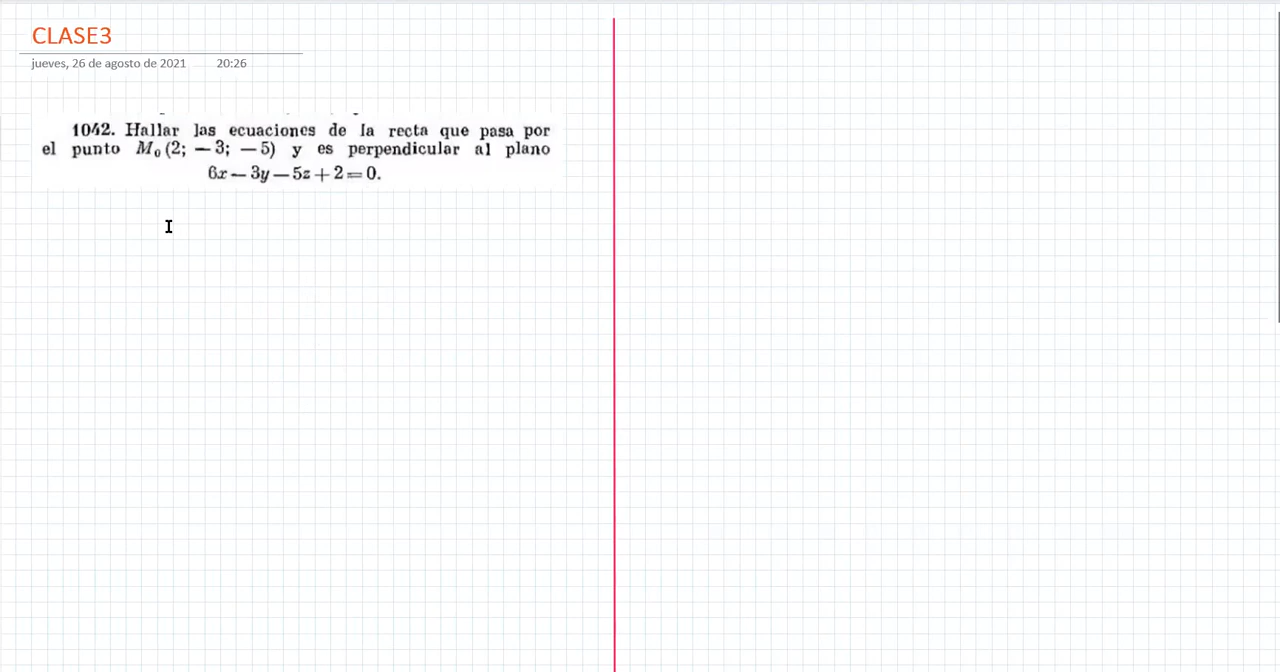 CLASE3
jueves, 26 de agosto de 2021 20:26
1042. Hallar las ecuaciones de la recta que pasa por
el punto M₀ (2; — 3; — 5) y es perpendicular al plano
6x — 3y — 5z + 2 = 0.